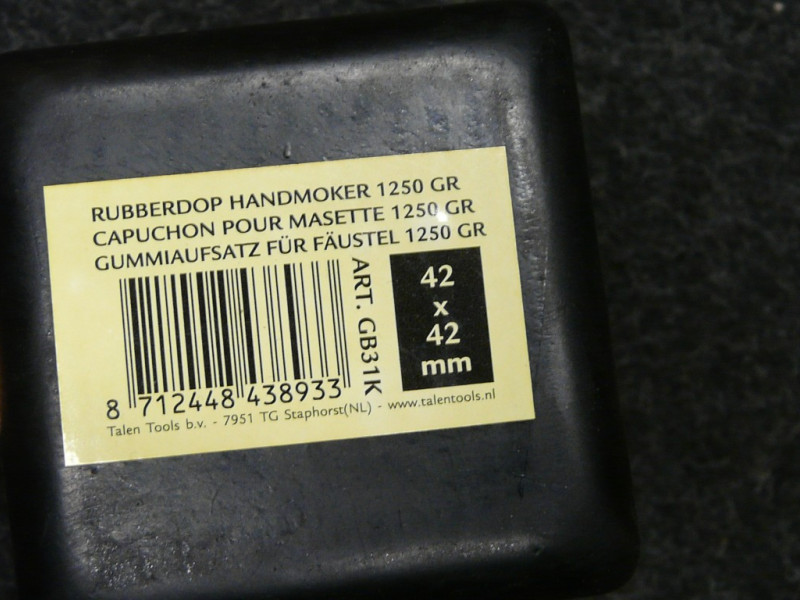 RUBBERDOP HANDMOKER 1250 GR
CAPUCHON POUR MASETTE 1250 GR
GUMMIAUFSATZ FÜR FÄUSTEL 1250 GR
ART. GB31K
42
x
42
mm
8 712448 438933
Talen Tools b.v. - 7951 TG Staphorst(NL) - www.talentools.nl